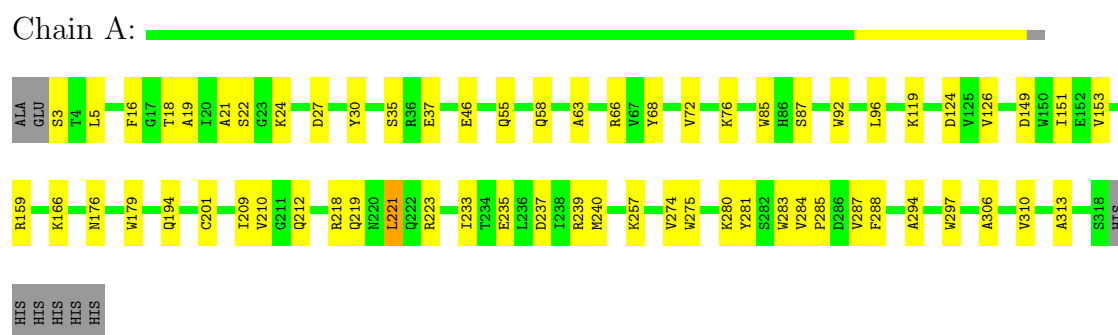 Chain A:
ALA GLU S3 T4 L5 F16 G17 T18 A19 I20 A21 S22 G23 K24 D27 Y30 S35 R36 E37 E46 Q55 Q58 A63 R66 V67 Y68 V72 K76 W85 H86 S87 W92 L96 K119 D124 V125 V126 D149 W150 I151 E152 V153
R159 K166 N176 W179 Q194 C201 I209 V210 G211 Q212 R218 Q219 N220 L221 Q222 R223 I233 T234 E235 L236 D237 I238 R239 M240 K257 V274 W275 K280 Y281 S282 W283 V284 P285 D286 V287 F288 A294 W297 A306 V310 A313 S318 HIS
HIS HIS HIS HIS HIS